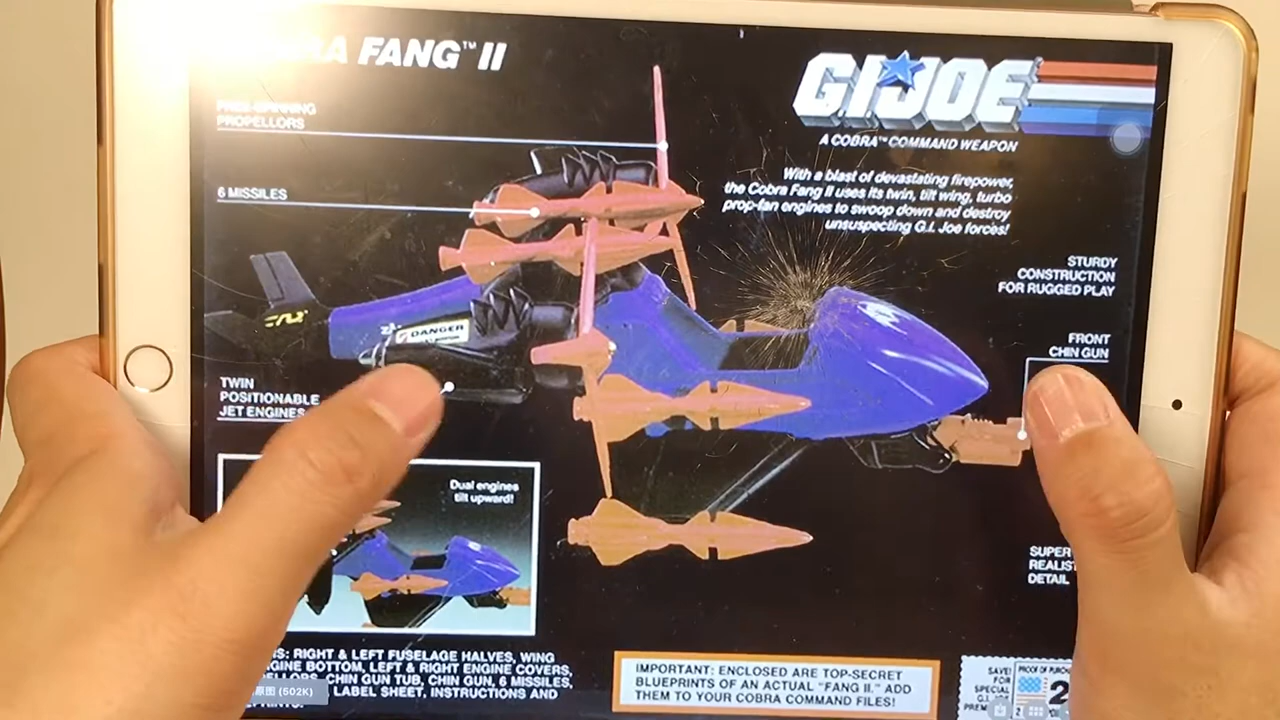 FANG™ II
G.I. JOE
A COBRA™ COMMAND WEAPON
FREE-SPINNING
PROPELLORS
6 MISSILES
With a blast of devastating firepower,
the Cobra Fang II uses its twin, tilt wing, turbo
prop-fan engines to swoop down and destroy
unsuspecting G.I. Joe forces!
STURDY
CONSTRUCTION
FOR RUGGED PLAY
FRONT
CHIN GUN
DANGER
TWIN
POSITIONABLE
JET ENGINES
Dual engines
tilt upward!
SUPER
DETAIL
RIGHT & LEFT FUSELAGE HALVES, WING
BOTTOM, LEFT & RIGHT ENGINE COVERS,
CHIN GUN TUB, CHIN GUN, 6 MISSILES,
LABEL SHEET, INSTRUCTIONS AND
原图 (602K)
IMPORTANT: ENCLOSED ARE TOP-SECRET
BLUEPRINTS OF AN ACTUAL "FANG II." ADD
THEM TO YOUR COBRA COMMAND FILES!
SAVE
FOR
SPECIAL
G.I.
PROOF OF
2